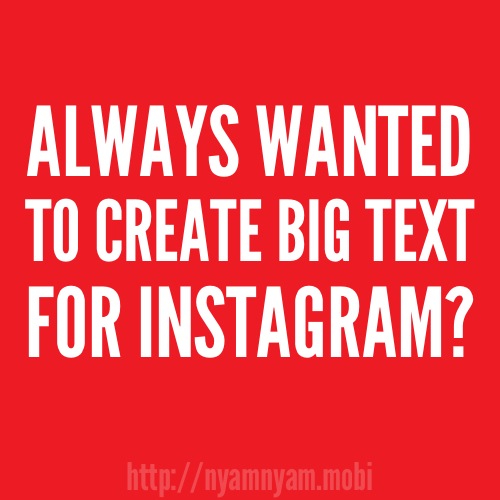 ALWAYS WANTED
TO CREATE BIG TEXT
FOR INSTAGRAM?
http://nyamnyam.mobi